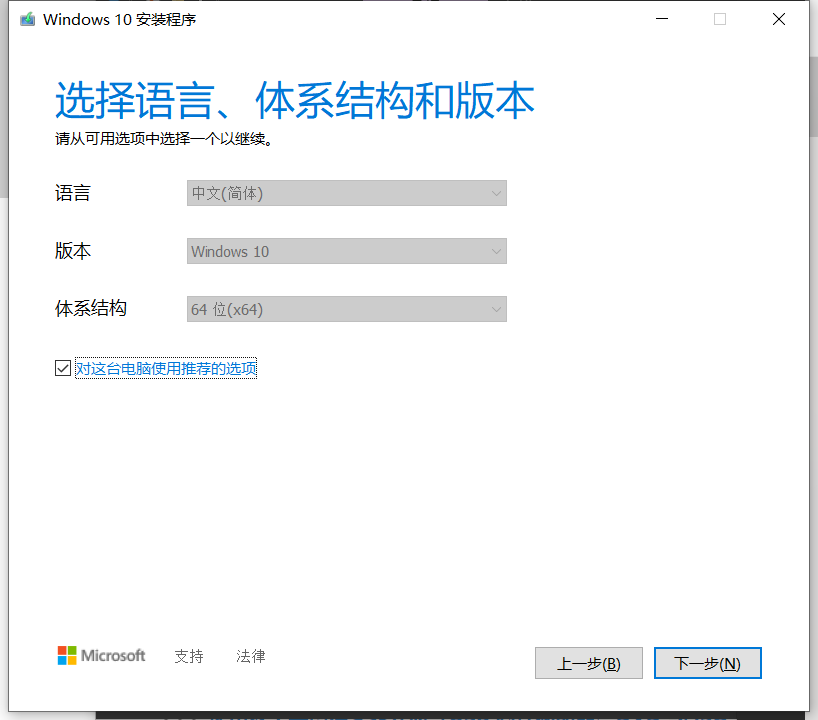 Windows 10 安装程序
选择语言、体系结构和版本
请从可用选项中选择一个以继续。
语言 中文(简体)
版本 Windows 10
体系结构 64 位(x64)
对这台电脑使用推荐的选项
Microsoft 支持 法律 上一步(B) 下一步(N)